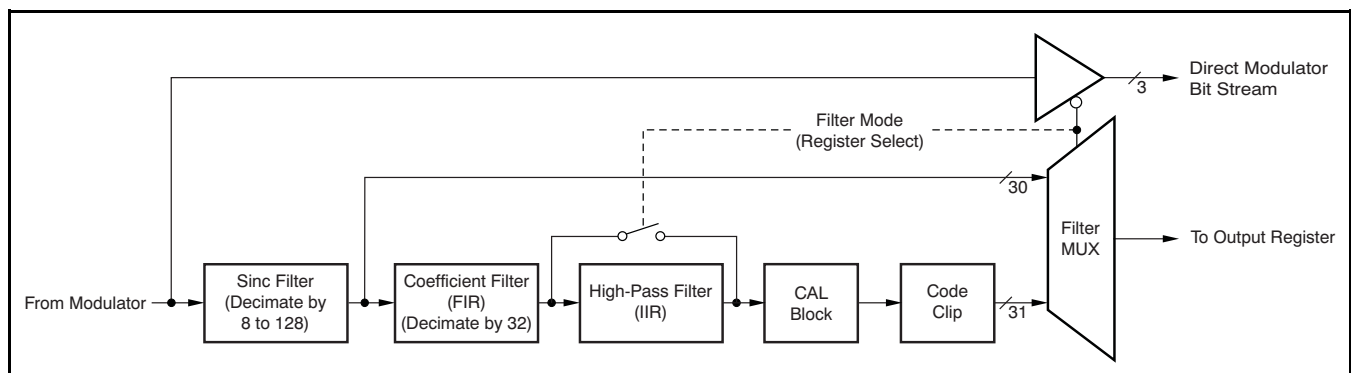 Direct Modulator
Bit Stream
3
Filter Mode
(Register Select)
30
Filter
MUX
To Output Register
From Modulator
Sinc Filter
(Decimate by
8 to 128)
Coefficient Filter
(FIR)
(Decimate by 32)
High-Pass Filter
(IIR)
CAL
Block
Code
Clip
31